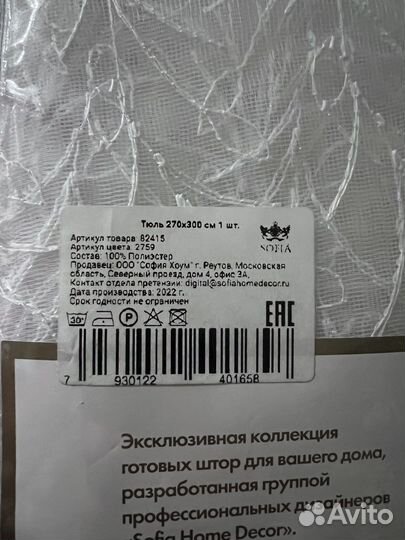 Тюль 270х300 см 1 шт.
Артикул товара: 82415
Артикул цвета: 2759
Состав: 100% Полиэстер
Продавец: ООО "София Хоум" г. Реутов, Московская
область, Северный проезд, дом 4, офис 3А,
Контакт отдела претензии: digital@sofiahomedecor.ru
Дата производства: 2022 г.
Срок годности не ограничен
SOFIA
30°
P
EAC
7 930122 401658
Эксклюзивная коллекция
готовых штор для вашего дома,
разработанная группой
профессиональных дизайнеров
«Sofia Home Decor».
Avito